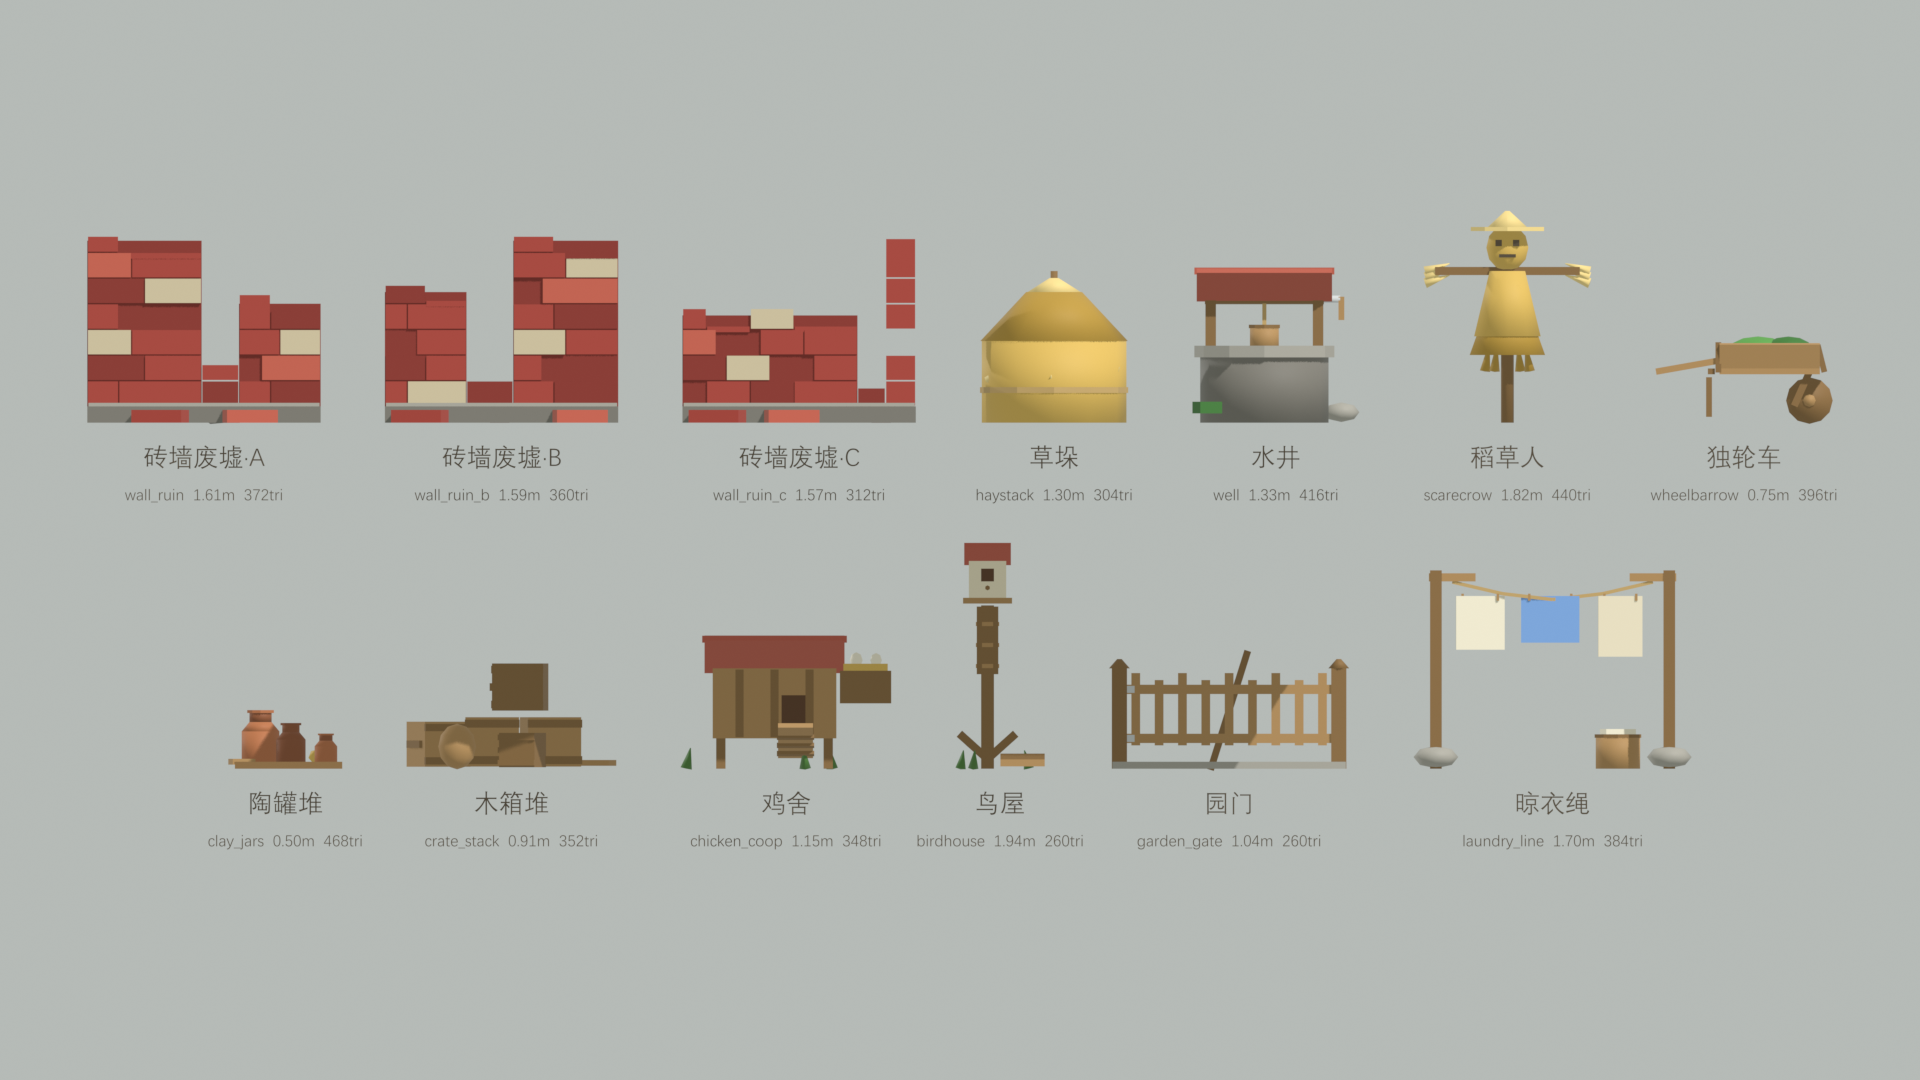 砖墙废墟·A
wall_ruin 1.61m 372tri
砖墙废墟·B
wall_ruin_b 1.59m 360tri
砖墙废墟·C
wall_ruin_c 1.57m 312tri
草垛
haystack 1.30m 304tri
水井
well 1.33m 416tri
稻草人
scarecrow 1.82m 440tri
独轮车
wheelbarrow 0.75m 396tri
陶罐堆
clay_jars 0.50m 468tri
木箱堆
crate_stack 0.91m 352tri
鸡舍
chicken_coop 1.15m 348tri
鸟屋
birdhouse 1.94m 260tri
园门
garden_gate 1.04m 260tri
晾衣绳
laundry_line 1.70m 384tri